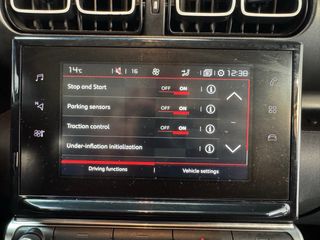 14°C 16 12:38
Stop and Start OFF ON
Parking sensors OFF ON
Traction control OFF ON
Under-inflation initialization
Driving functions Vehicle settings